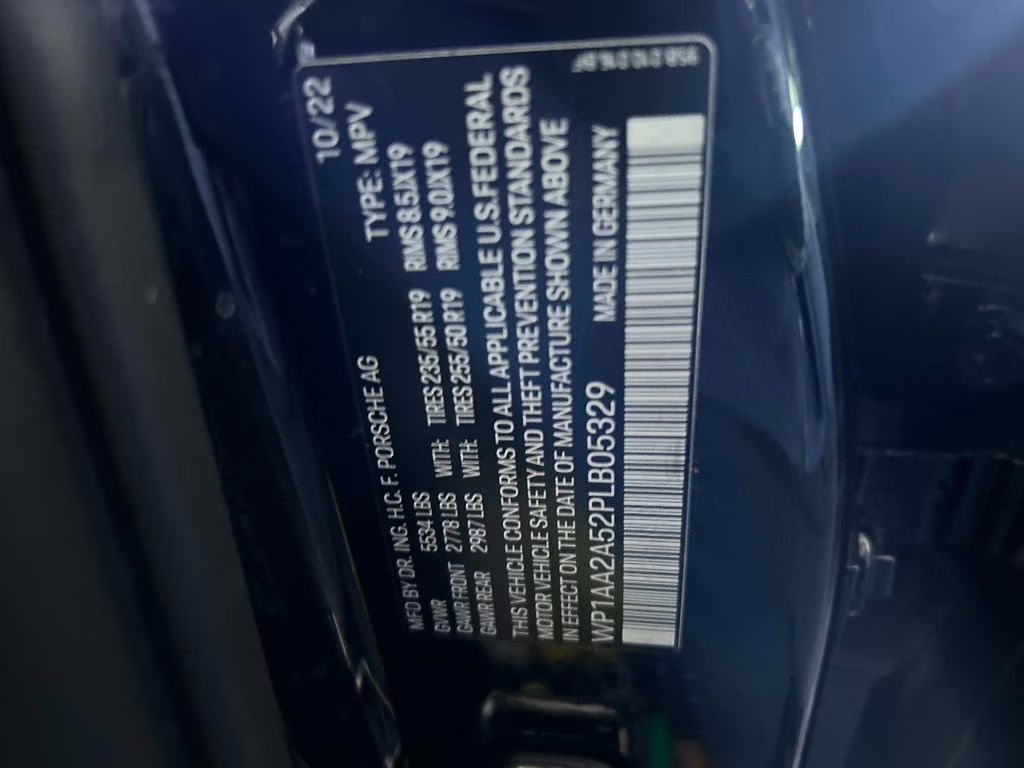 10/22
MFD BY DR. ING. H.C. F. PORSCHE AG TYPE: MPV
GVWR 5534 LBS
GAWR FRONT 2778 LBS WITH: TIRES 235/55 R19 RIMS 8.5JX19
GAWR REAR 2987 LBS WITH: TIRES 255/50 R19 RIMS 9.0JX19
THIS VEHICLE CONFORMS TO ALL APPLICABLE U.S. FEDERAL
MOTOR VEHICLE SAFETY AND THEFT PREVENTION STANDARDS
IN EFFECT ON THE DATE OF MANUFACTURE SHOWN ABOVE
WP1AA2A52PLB05329 MADE IN GERMANY